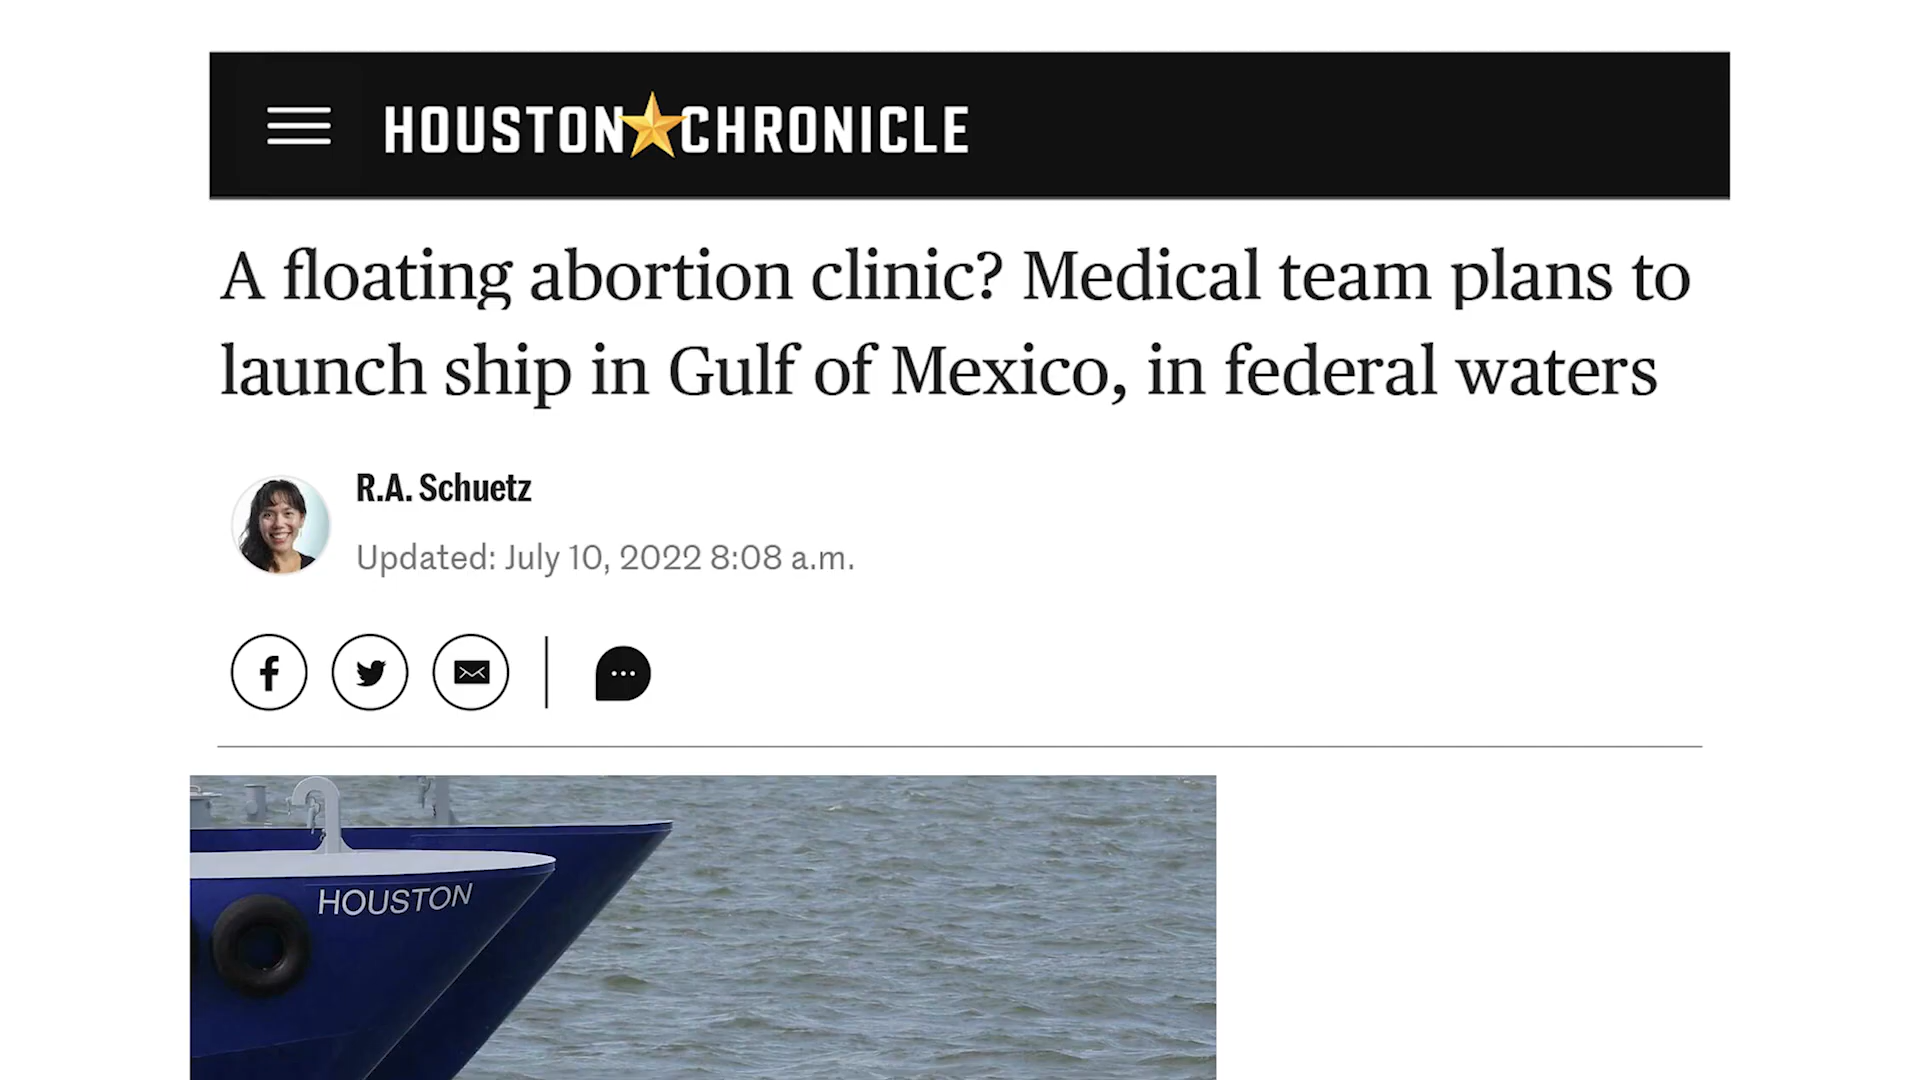 HOUSTON CHRONICLE
A floating abortion clinic? Medical team plans to
launch ship in Gulf of Mexico, in federal waters
R.A. Schuetz
Updated: July 10, 2022 8:08 a.m.
HOUSTON